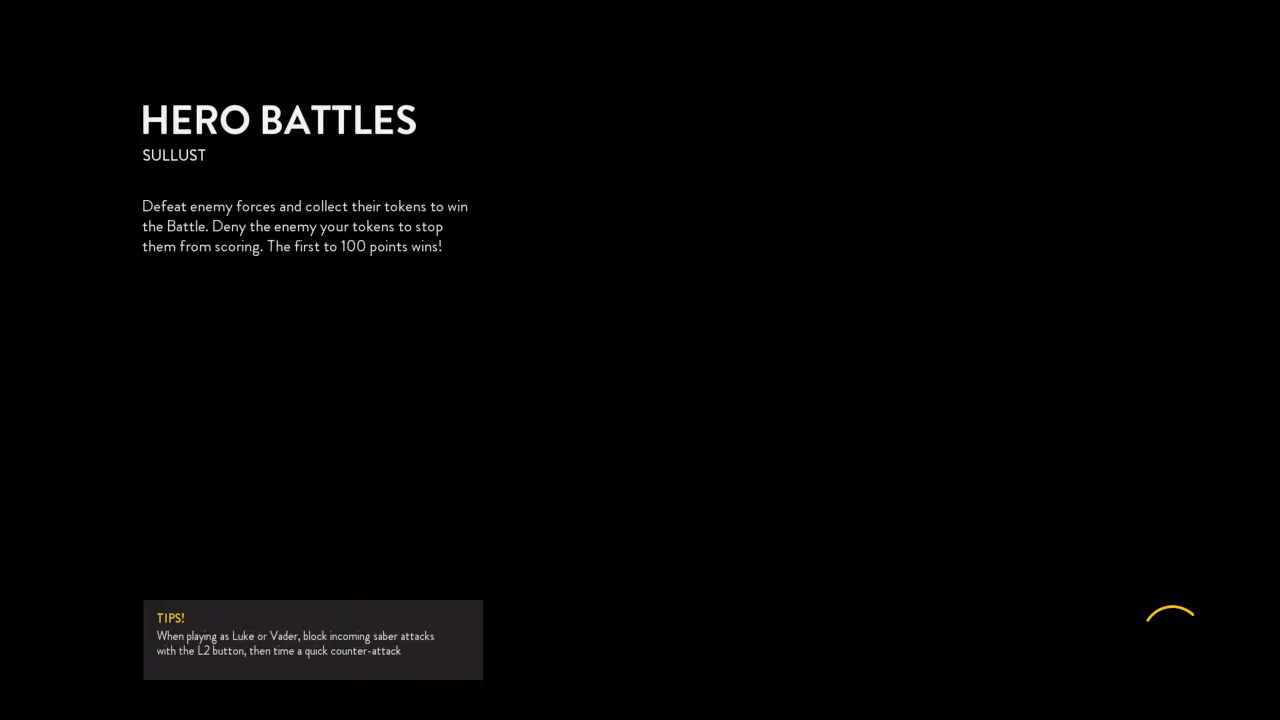 HERO BATTLES
SULLUST
Defeat enemy forces and collect their tokens to win
the Battle. Deny the enemy your tokens to stop
them from scoring. The first to 100 points wins!
TIPS!
When playing as Luke or Vader, block incoming saber attacks
with the L2 button, then time a quick counter-attack